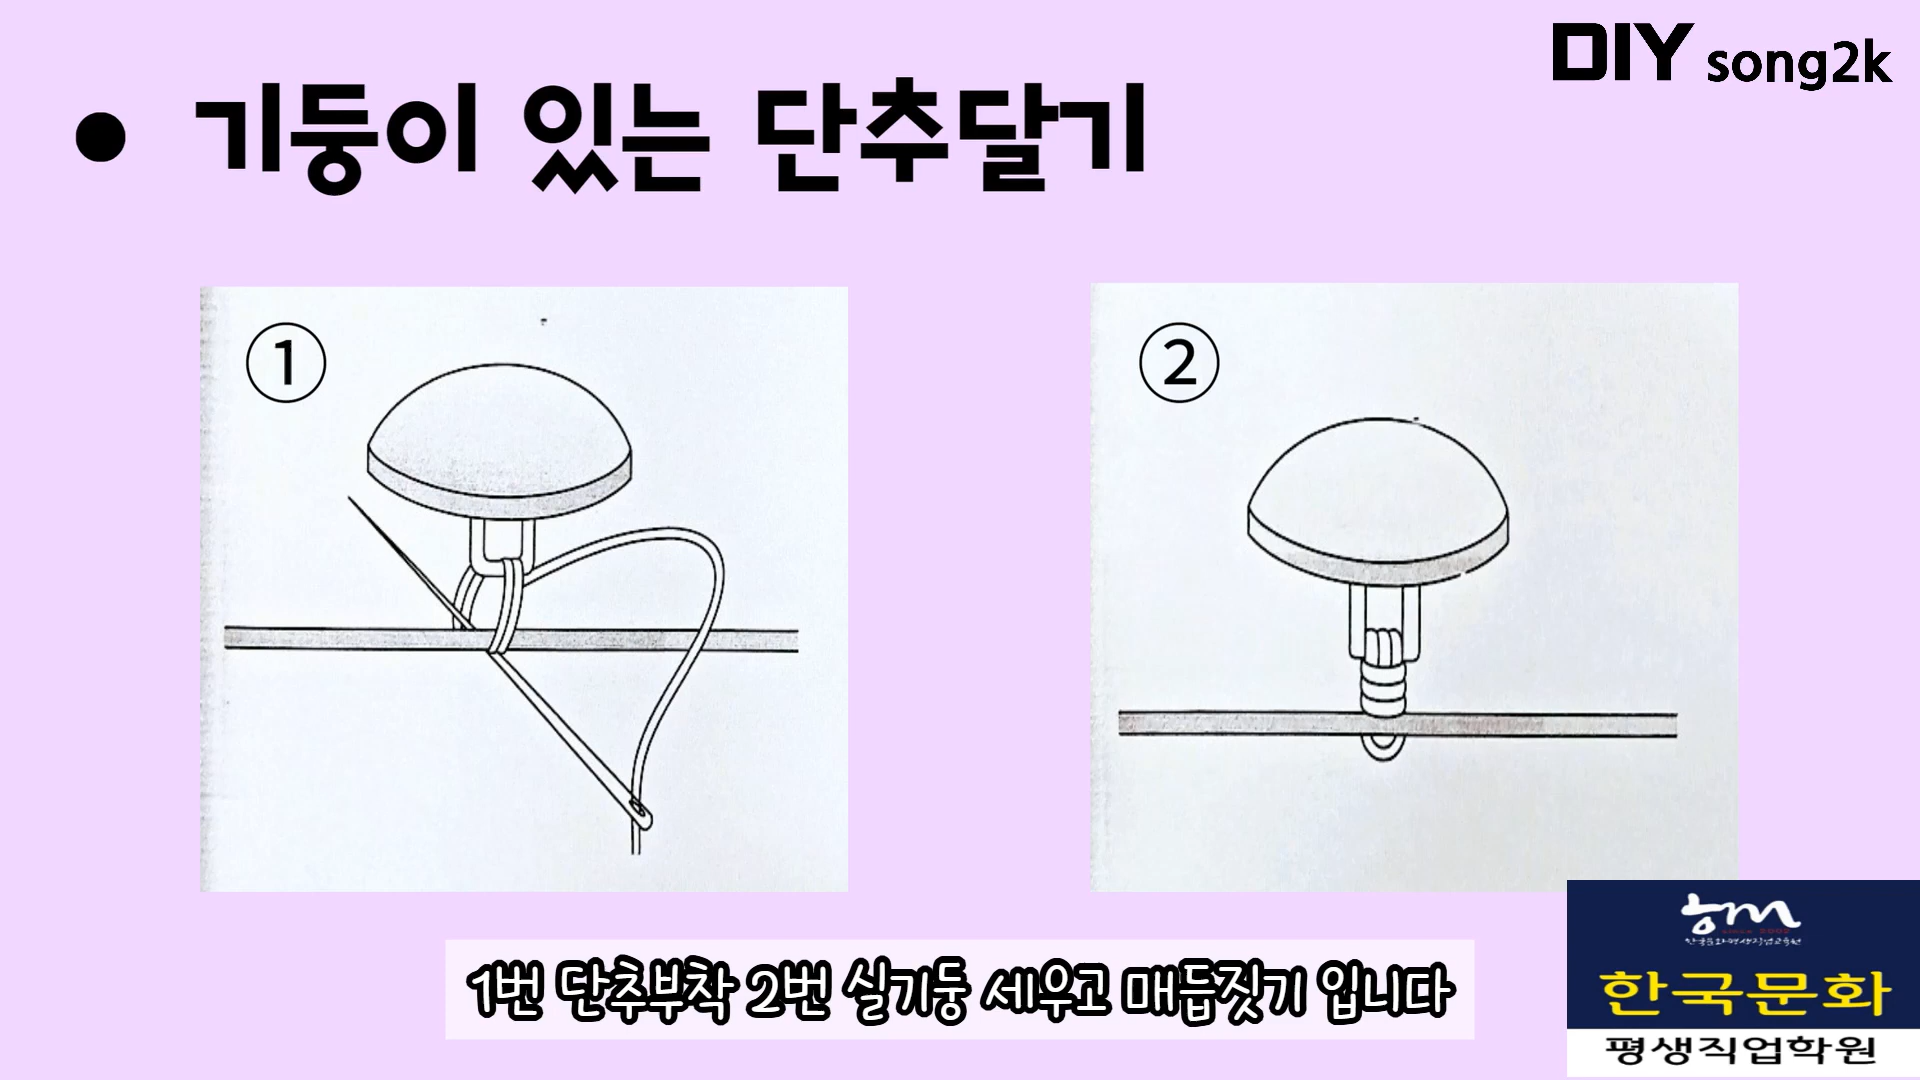 DIY song2k
● 기둥이 있는 단추달기
①
②
1번 단추부착 2번 실기둥 세우고 매듭짓기 입니다
since 2002
한국문화
평생직업학원